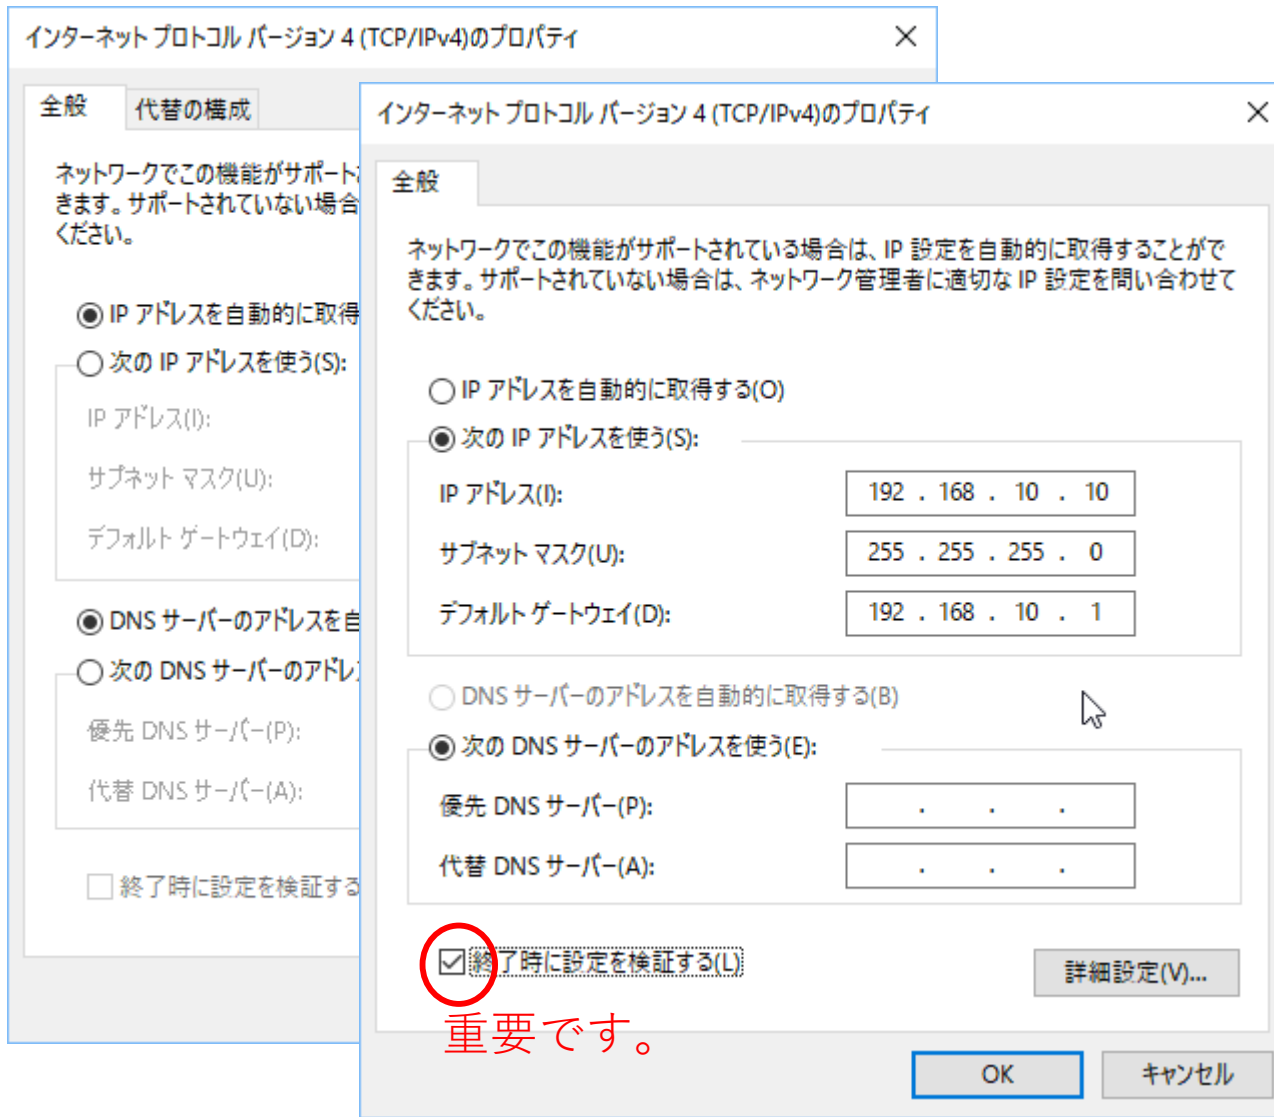 インターネット プロトコル バージョン 4 (TCP/IPv4)のプロパティ
全般
代替の構成
ネットワークでこの機能がサポート
きます。サポートされていない場合
ください。
IP アドレスを自動的に取得
次の IP アドレスを使う(S):
IP アドレス(I):
サブネット マスク(U):
デフォルト ゲートウェイ(D):
DNS サーバーのアドレスを自
次の DNS サーバーのアドレ
優先 DNS サーバー(P):
代替 DNS サーバー(A):
終了時に設定を検証する
インターネット プロトコル バージョン 4 (TCP/IPv4)のプロパティ
全般
ネットワークでこの機能がサポートされている場合は、IP 設定を自動的に取得することがで
きます。サポートされていない場合は、ネットワーク管理者に適切な IP 設定を問い合わせて
ください。
IP アドレスを自動的に取得する(O)
次の IP アドレスを使う(S):
IP アドレス(I): 192 . 168 . 10 . 10
サブネット マスク(U): 255 . 255 . 255 . 0
デフォルト ゲートウェイ(D): 192 . 168 . 10 . 1
DNS サーバーのアドレスを自動的に取得する(B)
次の DNS サーバーのアドレスを使う(E):
優先 DNS サーバー(P): . . .
代替 DNS サーバー(A): . . .
終了時に設定を検証する(L)
詳細設定(V)...
重要です。
OK
キャンセル